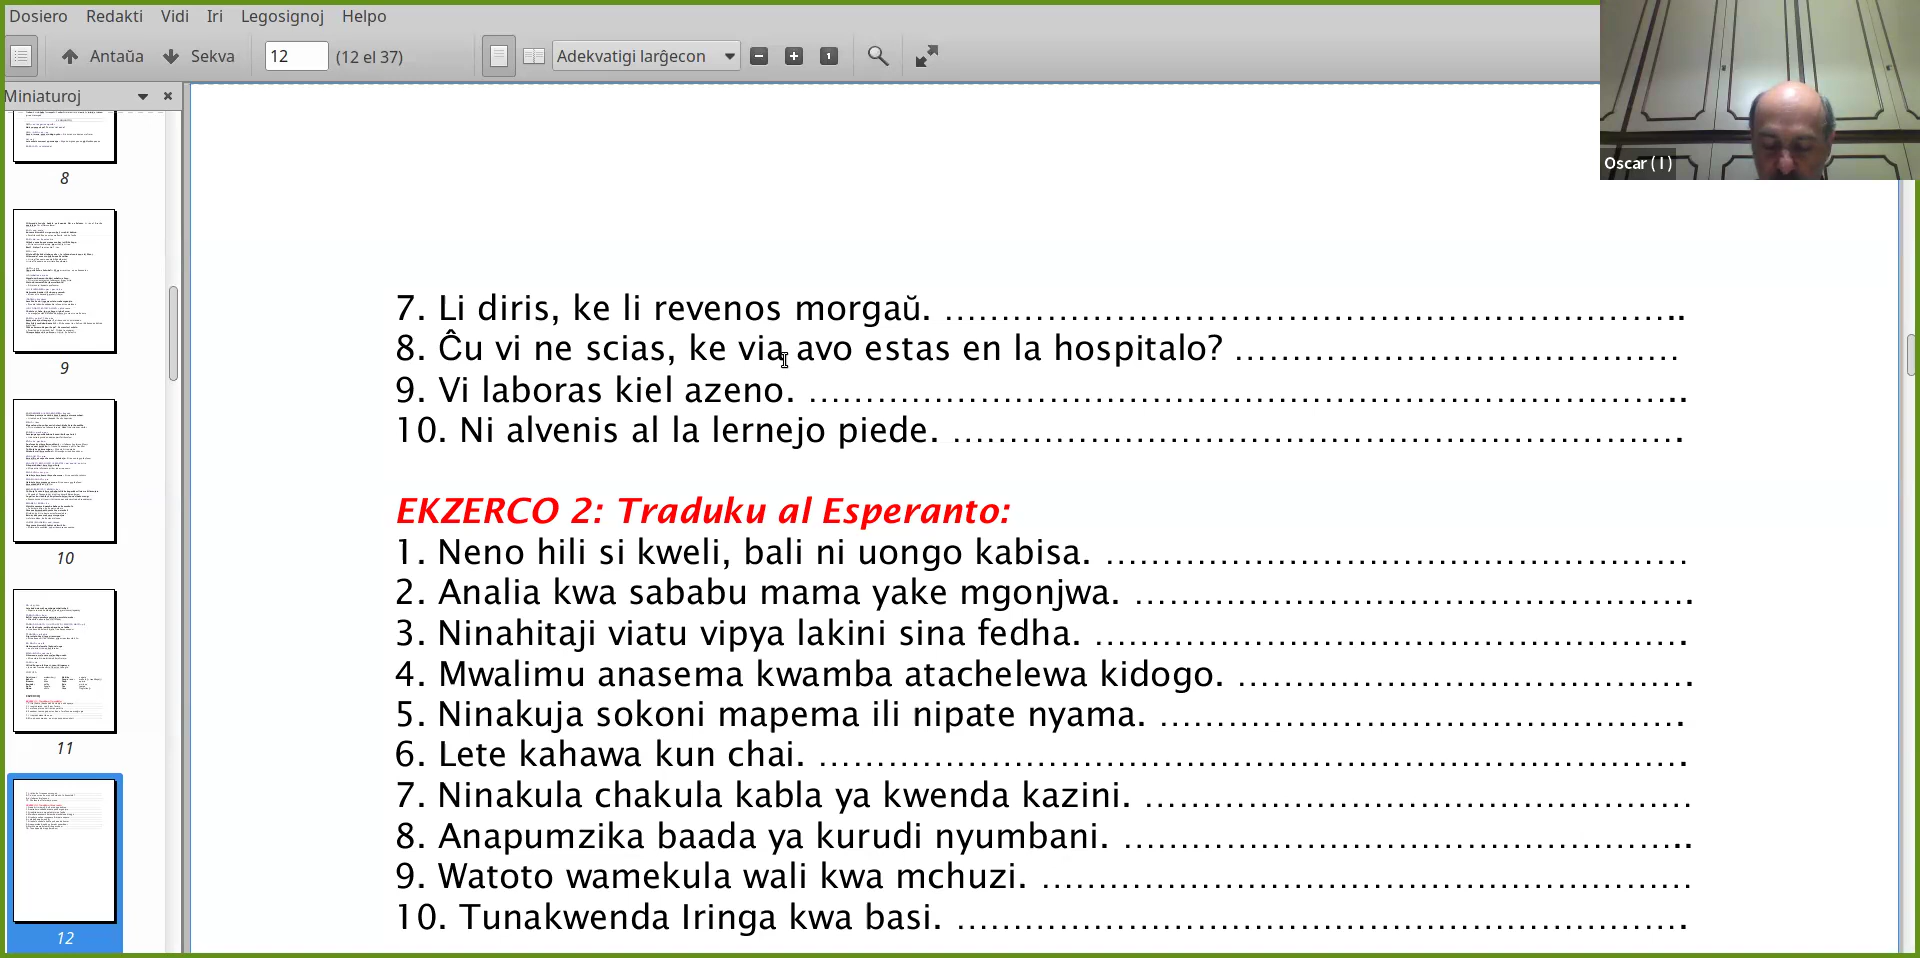 Dosiero Redakti Vidi Iri Legosignoj Helpo
Antaŭa Sekva 12 (12 el 37) Adekvatigi larĝecon
Miniaturoj
8
9
10
11
12
Oscar ( I )
7. Li diris, ke li revenos morgaŭ. ……………………………………………………………………..
8. Ĉu vi ne scias, ke via avo estas en la hospitalo? …………………………………………
9. Vi laboras kiel azeno. …………………………………………………………………………………..
10. Ni alvenis al la lernejo piede. …………………………………………………………………….
EKZERCO 2: Traduku al Esperanto:
1. Neno hili si kweli, bali ni uongo kabisa. ……………………………………………………
2. Analia kwa sababu mama yake mgonjwa. ………………………………………………….
3. Ninahitaji viatu vipya lakini sina fedha. …………………………………………………….
4. Mwalimu anasema kwamba atachelewa kidogo. ……………………………………….
5. Ninakuja sokoni mapema ili nipate nyama. ……………………………………………….
6. Lete kahawa kun chai. ………………………………………………………………………………….
7. Ninakula chakula kabla ya kwenda kazini. …………………………………………………
8. Anapumzika baada ya kurudi nyumbani. …………………………………………………..
9. Watoto wamekula wali kwa mchuzi. ……………………………………………………………
10. Tunakwenda Iringa kwa basi. …………………………………………………………………….